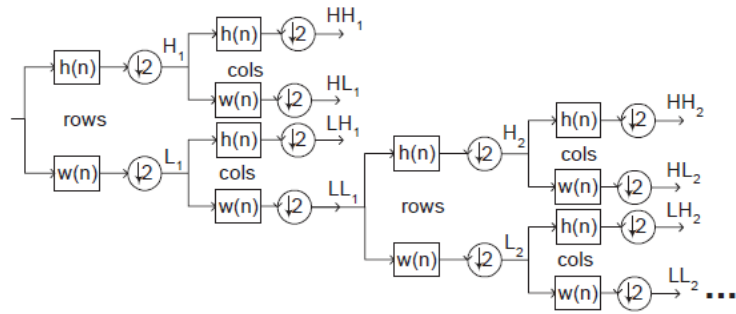 h(n) ↓2 H1 h(n) ↓2 HH1
rows cols
w(n) ↓2 HL1
w(n) ↓2 L1 h(n) ↓2 LH1
cols
w(n) ↓2 LL1
h(n) ↓2 H2 h(n) ↓2 HH2
rows cols
w(n) ↓2 HL2
w(n) ↓2 L2 h(n) ↓2 LH2
cols
w(n) ↓2 LL2 ...